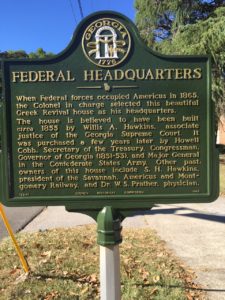 GEORGIA
1776
FEDERAL HEADQUARTERS
When Federal forces occupied Americus in 1865,
the Colonel in charge selected this beautiful
Greek Revival house as his headquarters.
The house is believed to have been built
circa 1855 by Willis A. Hawkins, associate
justice of the Georgia Supreme Court. It
was purchased a few years later by Howell
Cobb, Secretary of the Treasury, Congressman,
Governor of Georgia (1851-53), and Major General
in the Confederate States Army. Other past
owners of this house include S. H. Hawkins,
president of the Savannah, Americus and Mont-
gomery Railway, and Dr. W. S. Prather, physician.